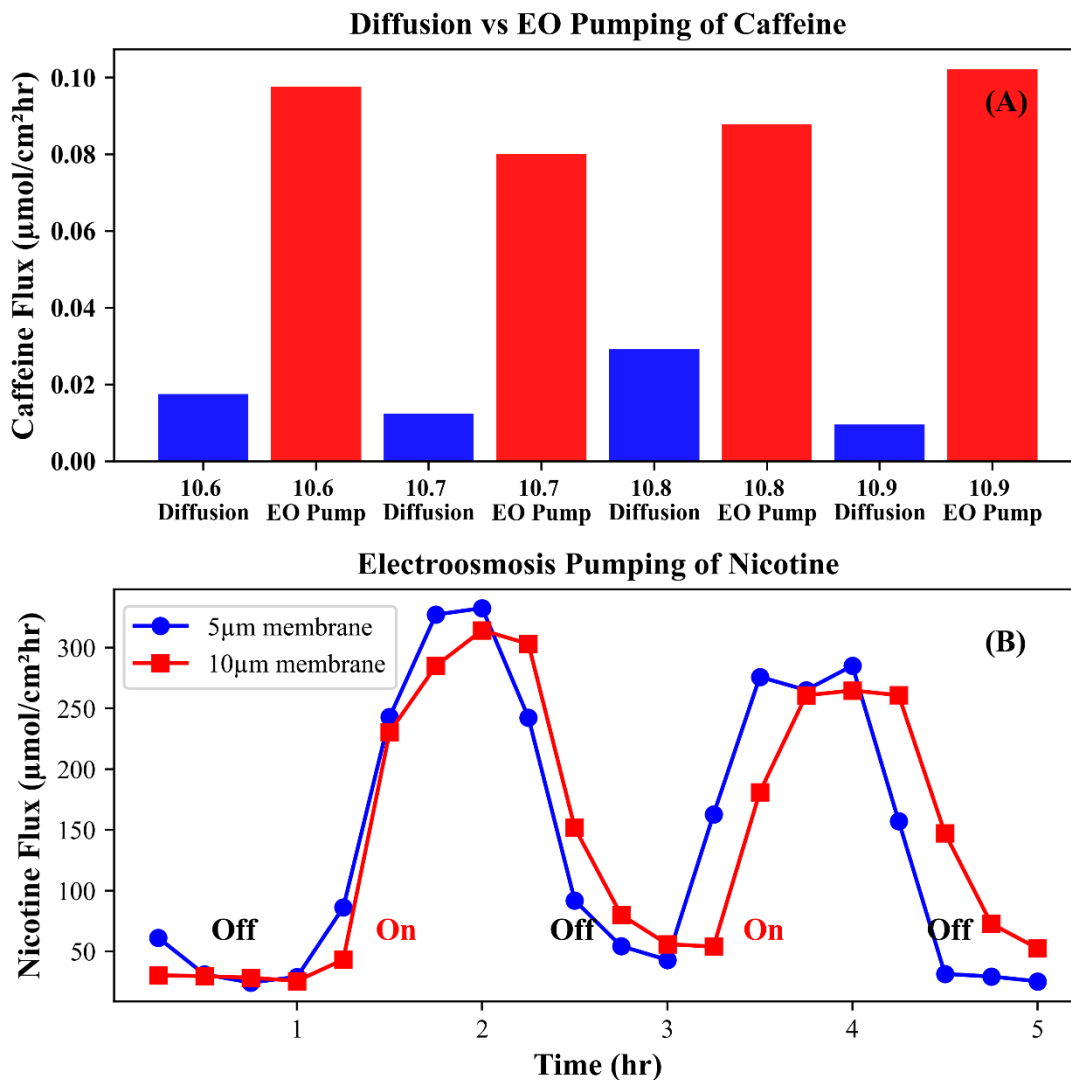 Diffusion vs EO Pumping of Caffeine
Caffeine Flux (μmol/cm²hr)
0.10
0.08
0.06
0.04
0.02
0.00
(A)
10.6 10.6 10.7 10.7 10.8 10.8 10.9 10.9
Diffusion EO Pump Diffusion EO Pump Diffusion EO Pump Diffusion EO Pump
Electroosmosis Pumping of Nicotine
Nicotine Flux (μmol/cm²hr)
300
250
200
150
100
50
5μm membrane
10μm membrane
(B)
Off On Off On Off
1 2 3 4 5
Time (hr)